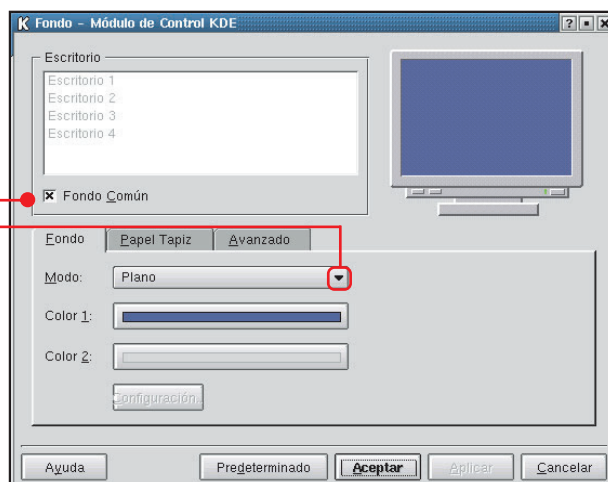 Fondo - Módulo de Control KDE
Escritorio
Escritorio 1
Escritorio 2
Escritorio 3
Escritorio 4
Fondo Común
Fondo Papel Tapiz Avanzado
Modo: Plano
Color 1:
Color 2:
Configuración...
Ayuda Predeterminado Aceptar Aplicar Cancelar